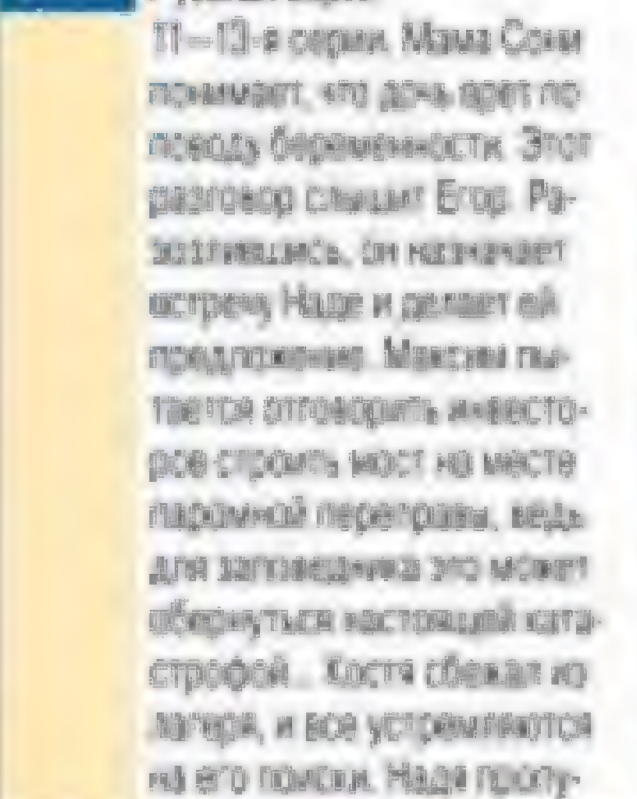 11—13-я серии. Мама Сони
понимает, что дочь врет по
поводу беременности. Этот
разговор слышит Егор. Ра-
зозлившись, он назначает
встречу Наде и делает ей
предложение. Максим пы-
тается отговорить инвесто-
ров строить мост на месте
паромной переправы, ведь
для заповедника это может
обернуться настоящей ката-
строфой... Костя сбежал из
лагеря, и все устремляются
на его поиски. Надя